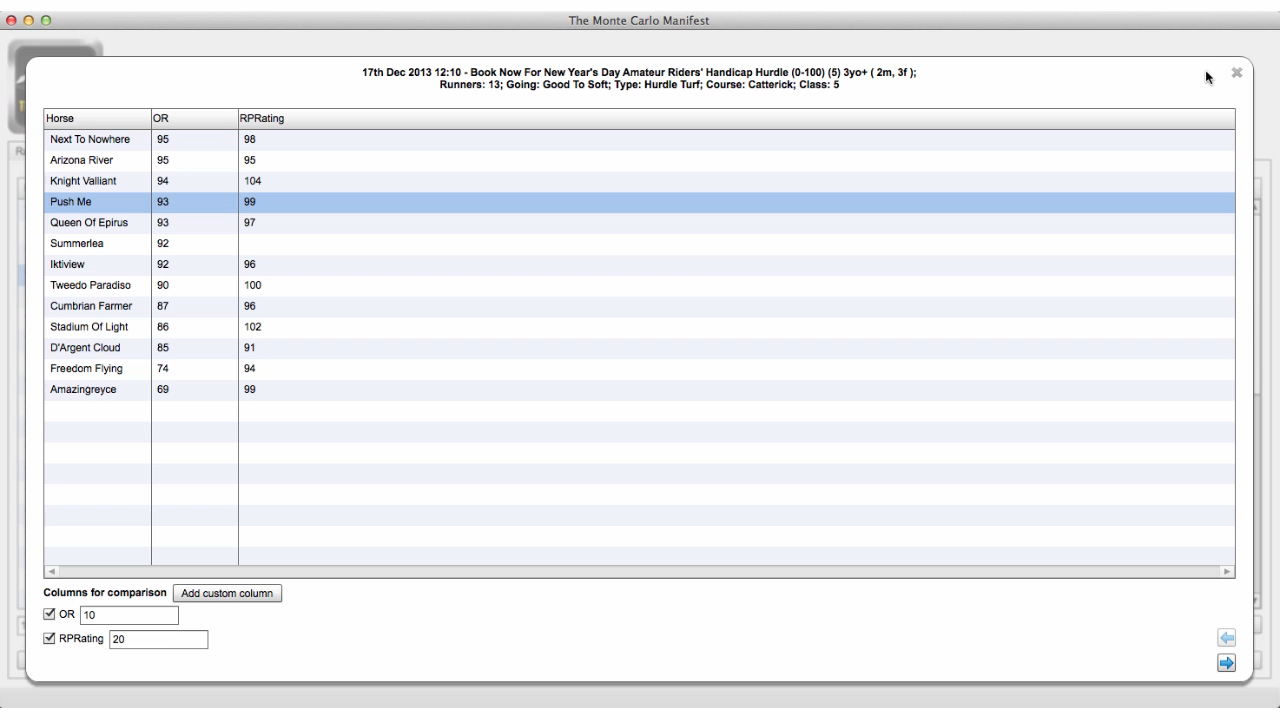 The Monte Carlo Manifest
17th Dec 2013 12:10 - Book Now For New Year's Day Amateur Riders' Handicap Hurdle (0-100) (5) 3yo+ ( 2m, 3f );
Runners: 13; Going: Good To Soft; Type: Hurdle Turf; Course: Catterick; Class: 5
Horse OR RPRating
Next To Nowhere 95 98
Arizona River 95 95
Knight Valliant 94 104
Push Me 93 99
Queen Of Epirus 93 97
Summerlea 92
Iktiview 92 96
Tweedo Paradiso 90 100
Cumbrian Farmer 87 96
Stadium Of Light 86 102
D'Argent Cloud 85 91
Freedom Flying 74 94
Amazingreyce 69 99
Columns for comparison Add custom column
OR 10
RPRating 20